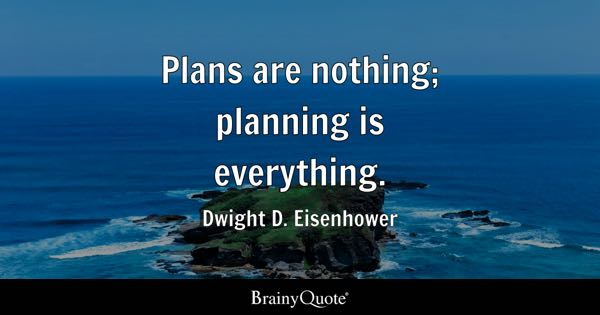 Plans are nothing;
planning is
everything.
Dwight D. Eisenhower
BrainyQuote®